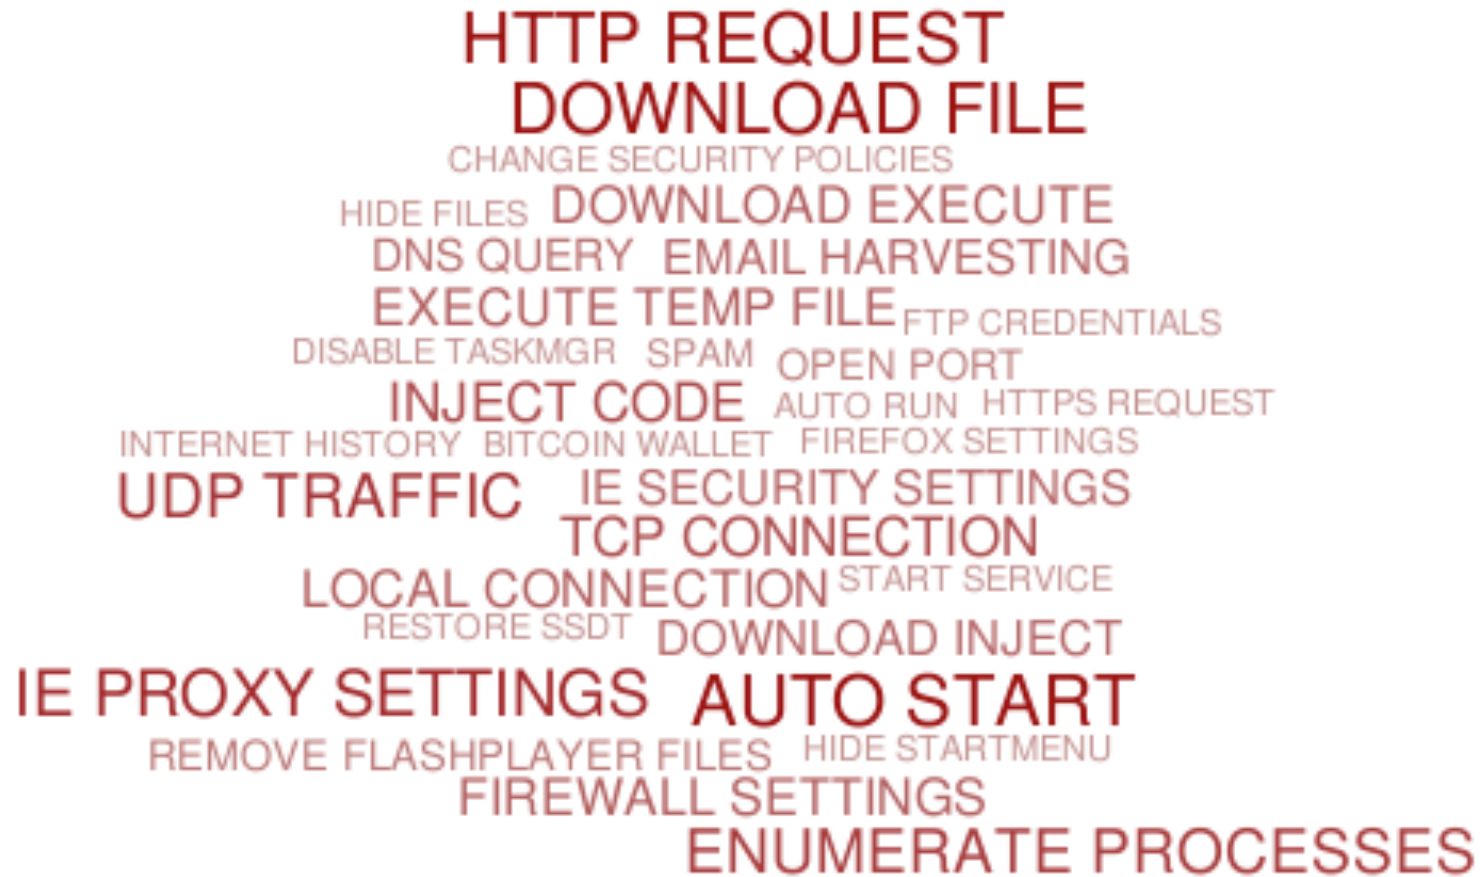 HTTP REQUEST
DOWNLOAD FILE
CHANGE SECURITY POLICIES
HIDE FILES DOWNLOAD EXECUTE
DNS QUERY EMAIL HARVESTING
EXECUTE TEMP FILE FTP CREDENTIALS
DISABLE TASKMGR SPAM OPEN PORT
INJECT CODE AUTO RUN HTTPS REQUEST
INTERNET HISTORY BITCOIN WALLET FIREFOX SETTINGS
UDP TRAFFIC IE SECURITY SETTINGS
TCP CONNECTION
LOCAL CONNECTION START SERVICE
RESTORE SSDT DOWNLOAD INJECT
IE PROXY SETTINGS AUTO START
REMOVE FLASHPLAYER FILES HIDE STARTMENU
FIREWALL SETTINGS
ENUMERATE PROCESSES